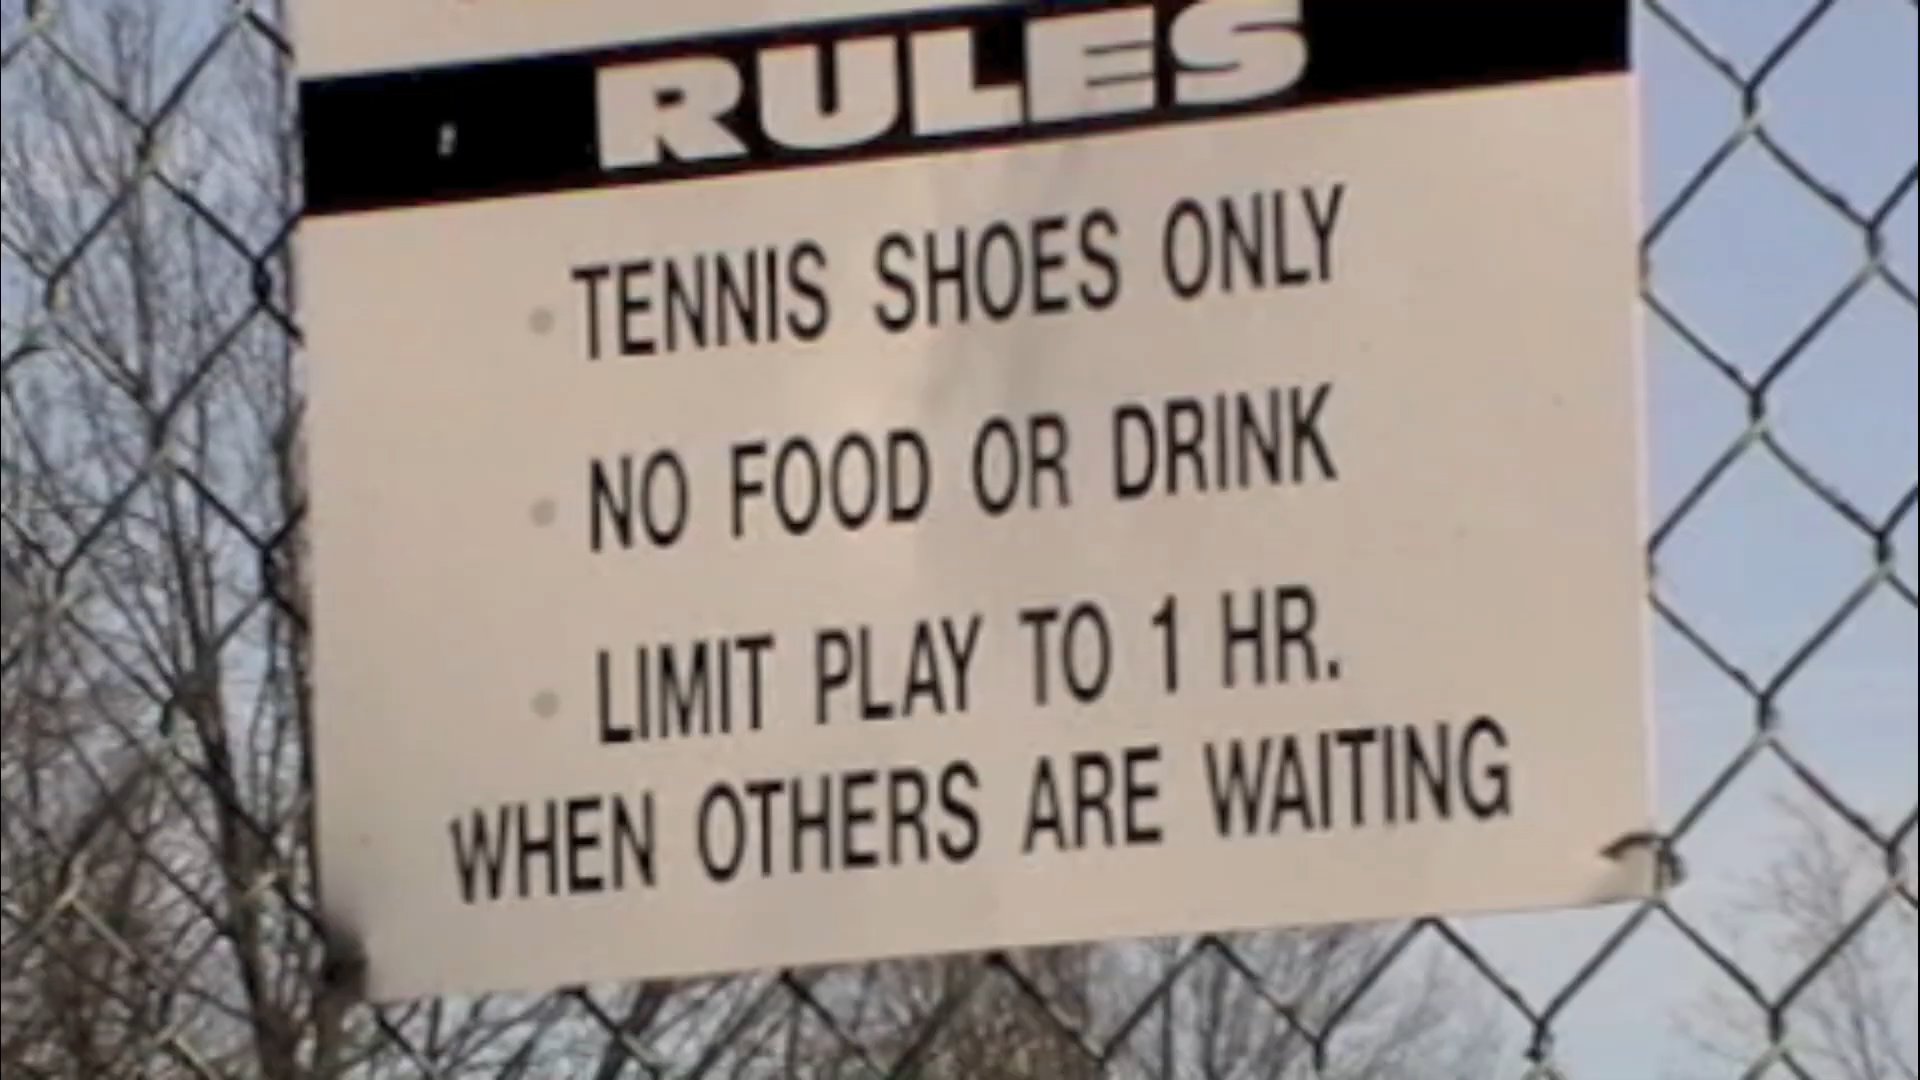 RULES
• TENNIS SHOES ONLY
• NO FOOD OR DRINK
• LIMIT PLAY TO 1 HR.
WHEN OTHERS ARE WAITING